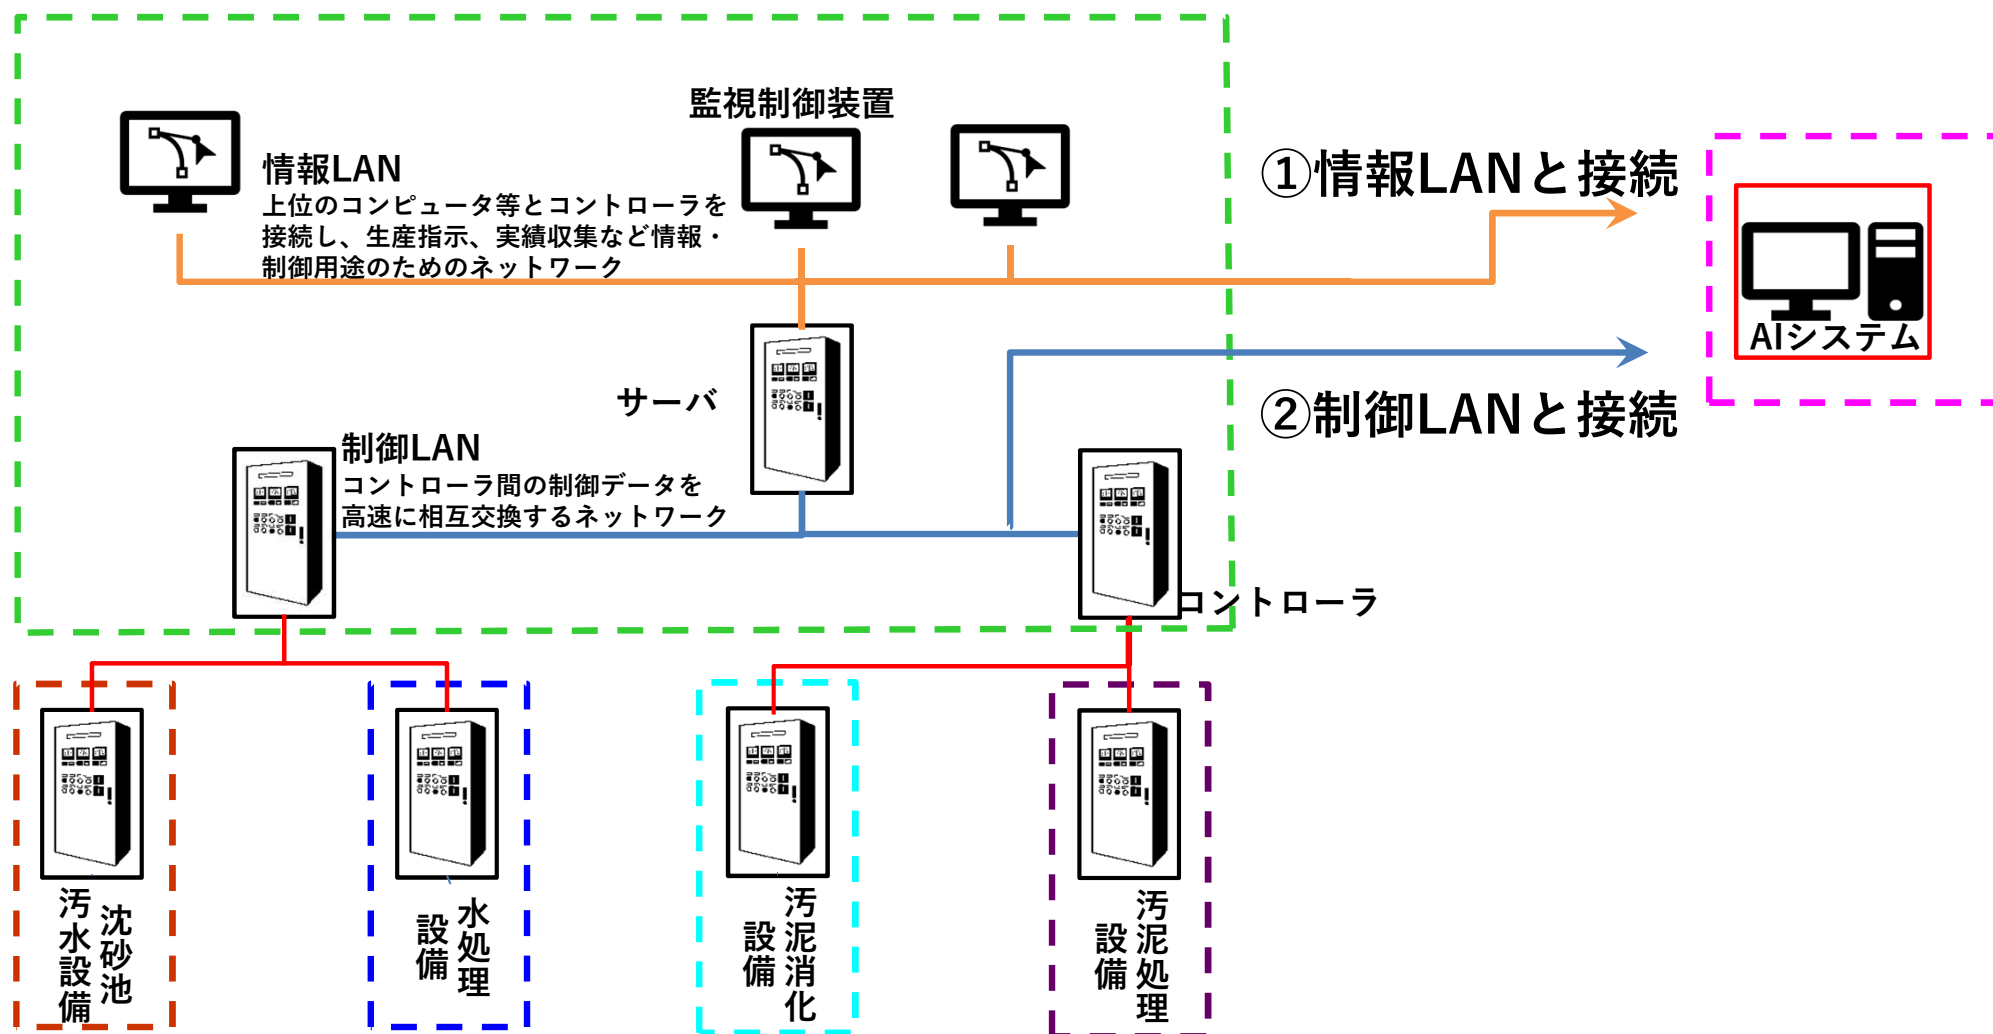 監視制御装置
情報LAN
上位のコンピュータ等とコントローラを
接続し、生産指示、実績収集など情報・
制御用途のためのネットワーク
①情報LANと接続
AIシステム
サーバ
②制御LANと接続
制御LAN
コントローラ間の制御データを
高速に相互交換するネットワーク
コントローラ
沈砂池
汚水設備
水処理
設備
汚泥消化
設備
汚泥処理
設備